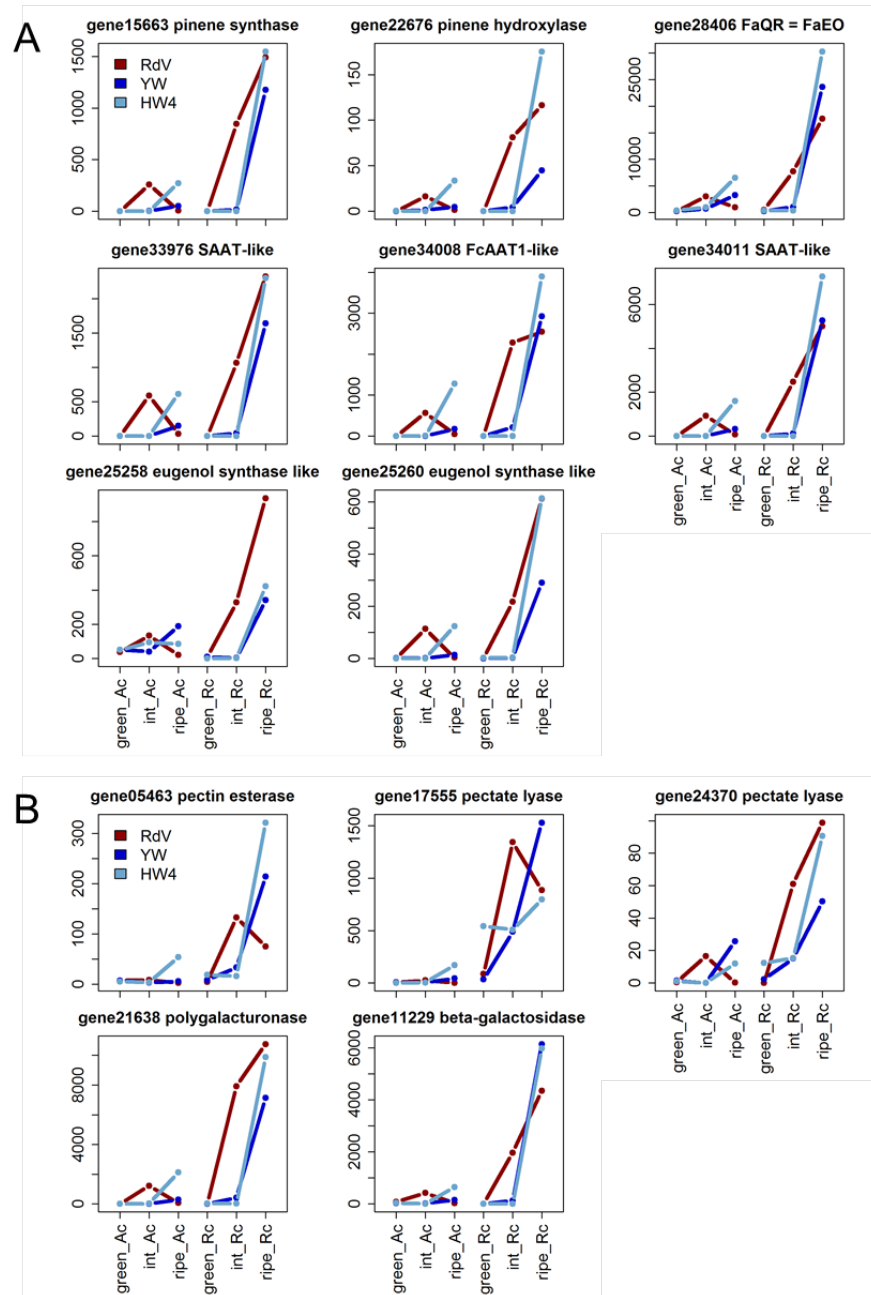 A
gene15663 pinene synthase
gene22676 pinene hydroxylase
gene28406 FaQR = FaEO
RdV
YW
HW4
0
500
1000
1500
0
50
100
150
0
5000
15000
25000
gene33976 SAAT-like
gene34008 FcAAT1-like
gene34011 SAAT-like
0
500
1500
0
1000
3000
0
2000
6000
green_Ac
int_Ac
ripe_Ac
green_Rc
int_Rc
ripe_Rc
gene25258 eugenol synthase like
gene25260 eugenol synthase like
0
200
600
0
200
400
600
green_Ac
int_Ac
ripe_Ac
green_Rc
int_Rc
ripe_Rc
green_Ac
int_Ac
ripe_Ac
green_Rc
int_Rc
ripe_Rc
B
gene05463 pectin esterase
gene17555 pectate lyase
gene24370 pectate lyase
RdV
YW
HW4
0
100
200
300
0
500
1000
1500
0
20
40
60
80
green_Ac
int_Ac
ripe_Ac
green_Rc
int_Rc
ripe_Rc
gene21638 polygalacturonase
gene11229 beta-galactosidase
0
4000
8000
0
2000
4000
6000
green_Ac
int_Ac
ripe_Ac
green_Rc
int_Rc
ripe_Rc
green_Ac
int_Ac
ripe_Ac
green_Rc
int_Rc
ripe_Rc